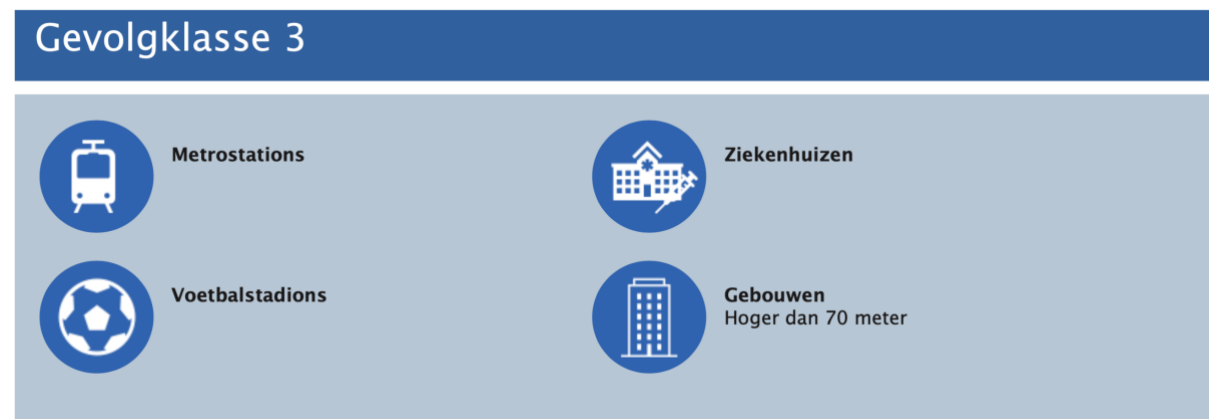 Gevolgklasse 3
Metrostations
Ziekenhuizen
Voetbalstadions
Gebouwen
Hoger dan 70 meter